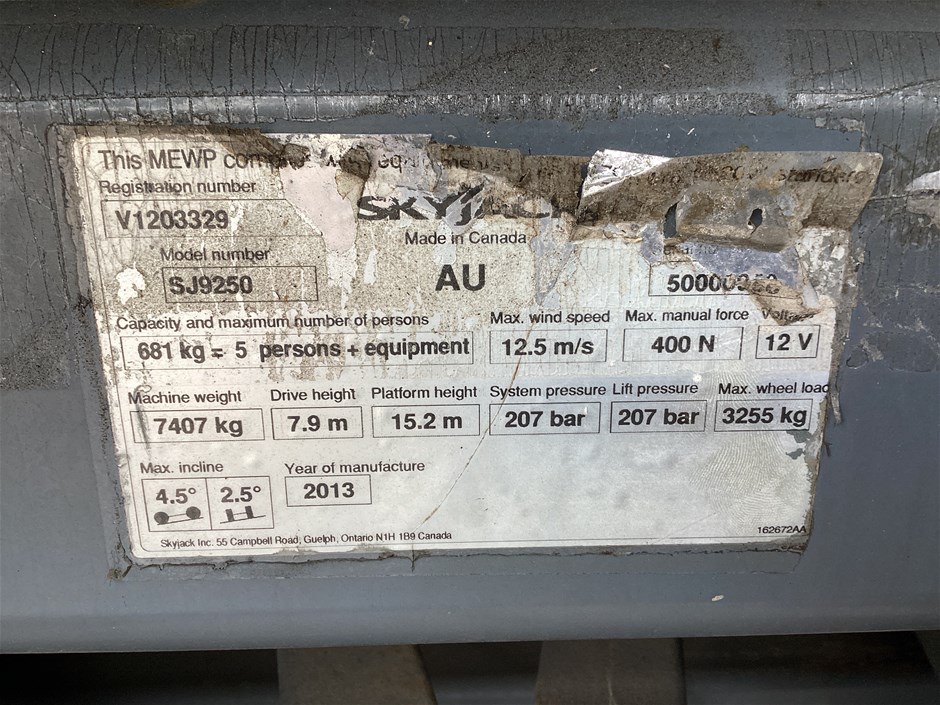 This MEWP
Registration number
V1203329
SKYJACK
Made in Canada
AU
Model number
SJ9250
Capacity and maximum number of persons
681 kg = 5 persons + equipment
Max. wind speed
12.5 m/s
Max. manual force
400 N
12 V
Machine weight
7407 kg
Drive height
7.9 m
Platform height
15.2 m
System pressure
207 bar
Lift pressure
207 bar
Max. wheel load
3255 kg
Max. incline
4.5° 2.5°
Year of manufacture
2013
Skyjack Inc. 55 Campbell Road, Guelph, Ontario N1H 1B9 Canada
162672AA